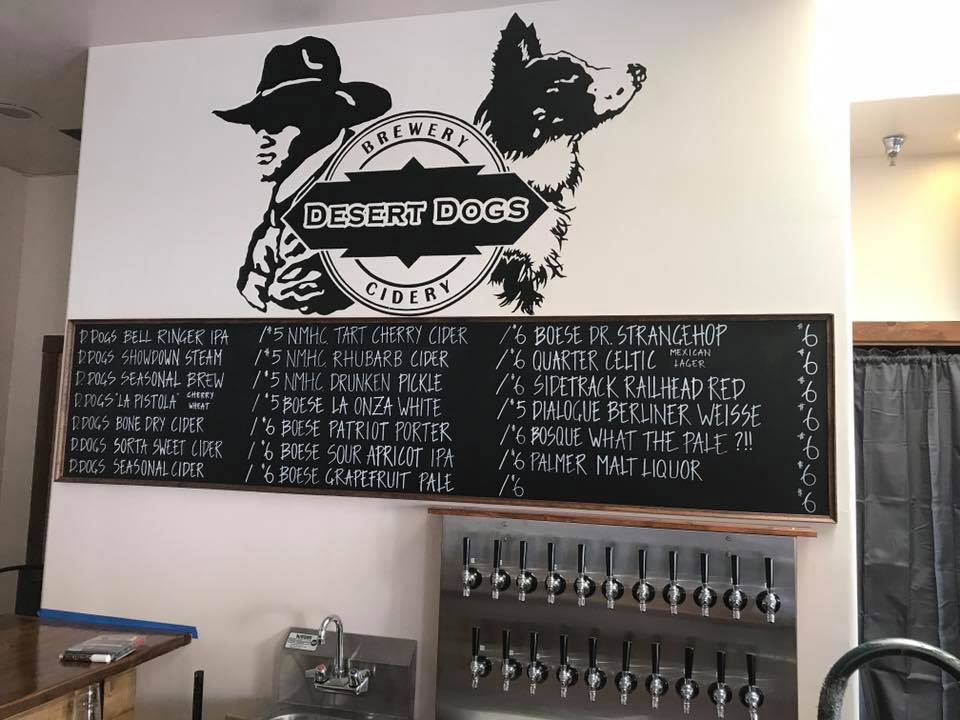 BREWERY
DESERT DOGS
CIDERY
D.DOGS BELL RINGER IPA /$5
D.DOGS SHOWDOWN STEAM /$5
D.DOGS SEASONAL BREW /$5
D.DOGS "LA PISTOLA" CHERRY WHEAT /$5
D.DOGS BONE DRY CIDER /$6
D.DOGS SORTA SWEET CIDER /$6
D.DOGS SEASONAL CIDER /$6
NMHC. TART CHERRY CIDER /$6
NMHC. RHUBARB CIDER /$6
NMHC. DRUNKEN PICKLE /$6
BOESE LA ONZA WHITE /$5
BOESE PATRIOT PORTER /$6
BOESE SOUR APRICOT IPA /$6
BOESE GRAPEFRUIT PALE /$6
BOESE DR. STRANGEHOP $6
QUARTER CELTIC MEXICAN LAGER $6
SIDETRACK RAILHEAD RED $6
DIALOGUE BERLINER WEISSE $6
BOSQUE WHAT THE PALE ?!! $6
PALMER MALT LIQUOR $6
$6